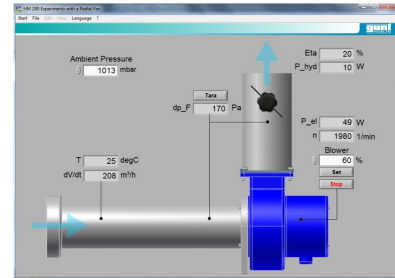 HM 280 Experiments with a Radial Fan
Start File Edit View Language ?
gunt
Ambient Pressure
1013 mbar
Eta 20 %
P_hyd 10 W
Tara
dp_F 170 Pa
P_el 49 W
n 1980 1/min
Blower
60 %
Set
Stop
T 25 degC
dV/dt 208 m³/h